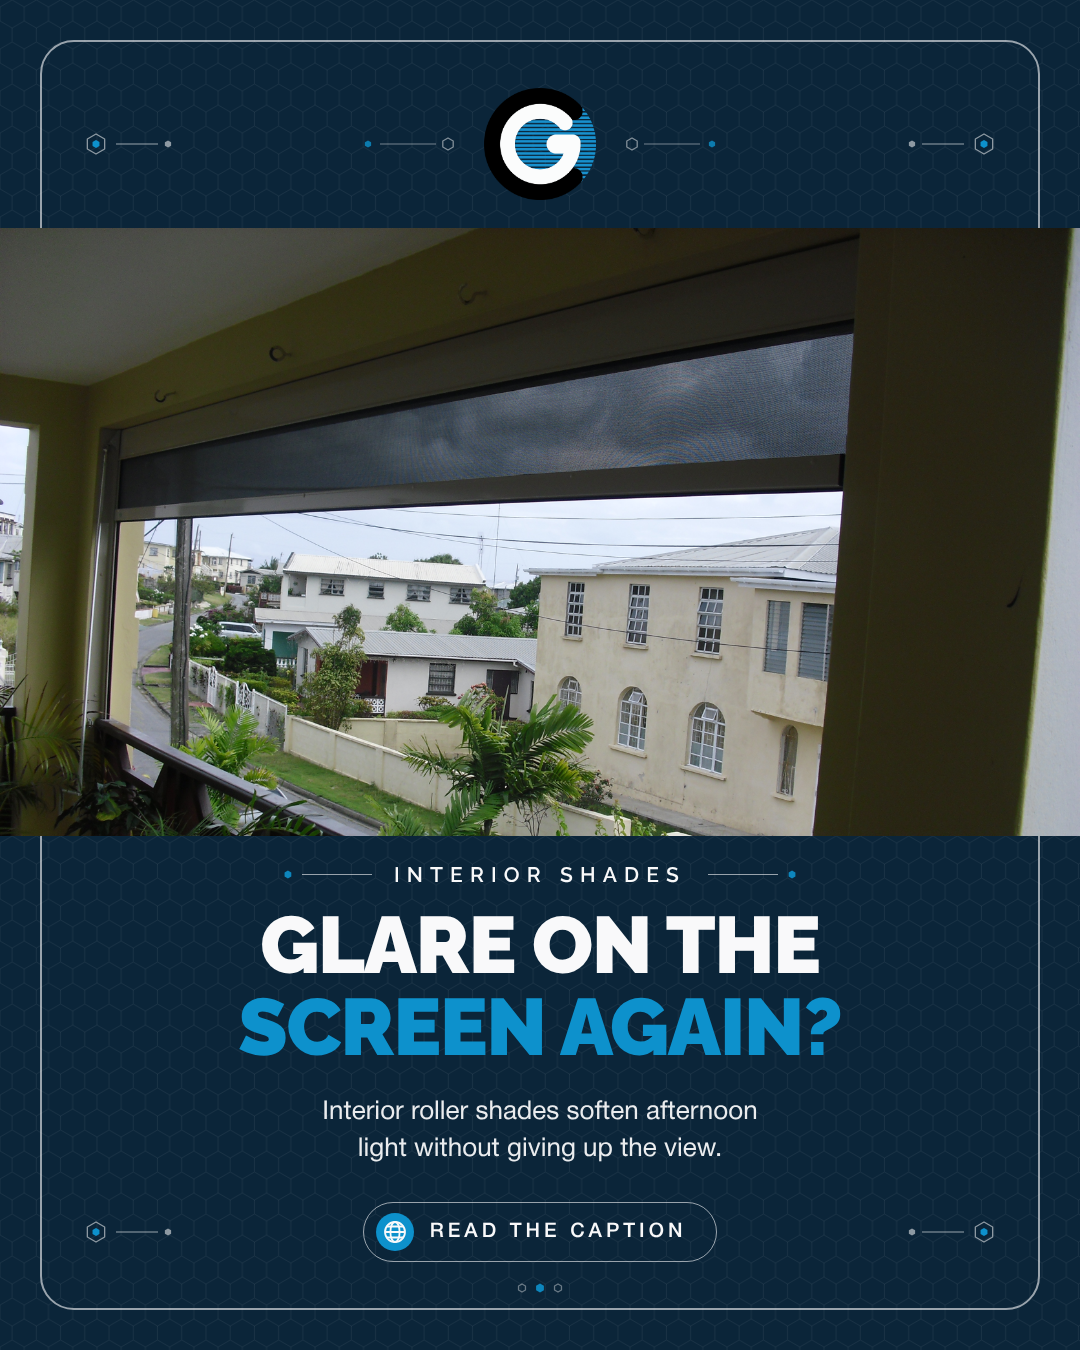 G
INTERIOR SHADES
GLARE ON THE
SCREEN AGAIN?
Interior roller shades soften afternoon
light without giving up the view.
READ THE CAPTION